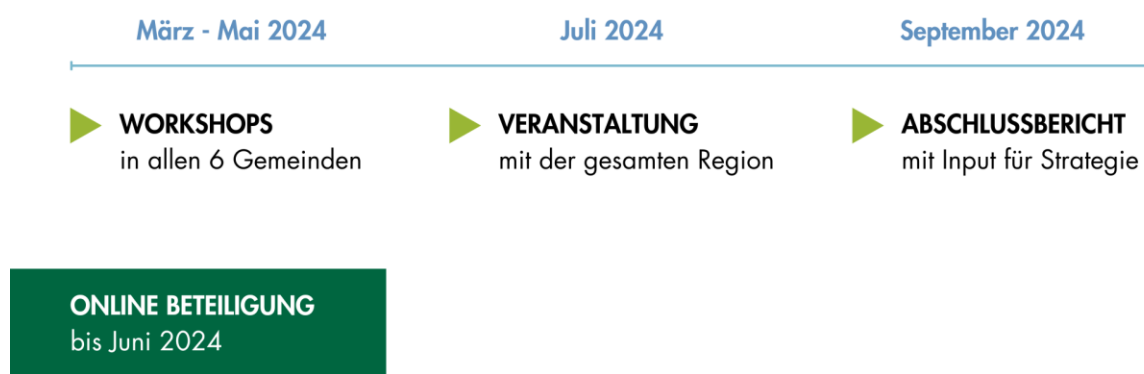 März - Mai 2024
Juli 2024
September 2024
WORKSHOPS
in allen 6 Gemeinden
VERANSTALTUNG
mit der gesamten Region
ABSCHLUSSBERICHT
mit Input für Strategie
ONLINE BETEILIGUNG
bis Juni 2024